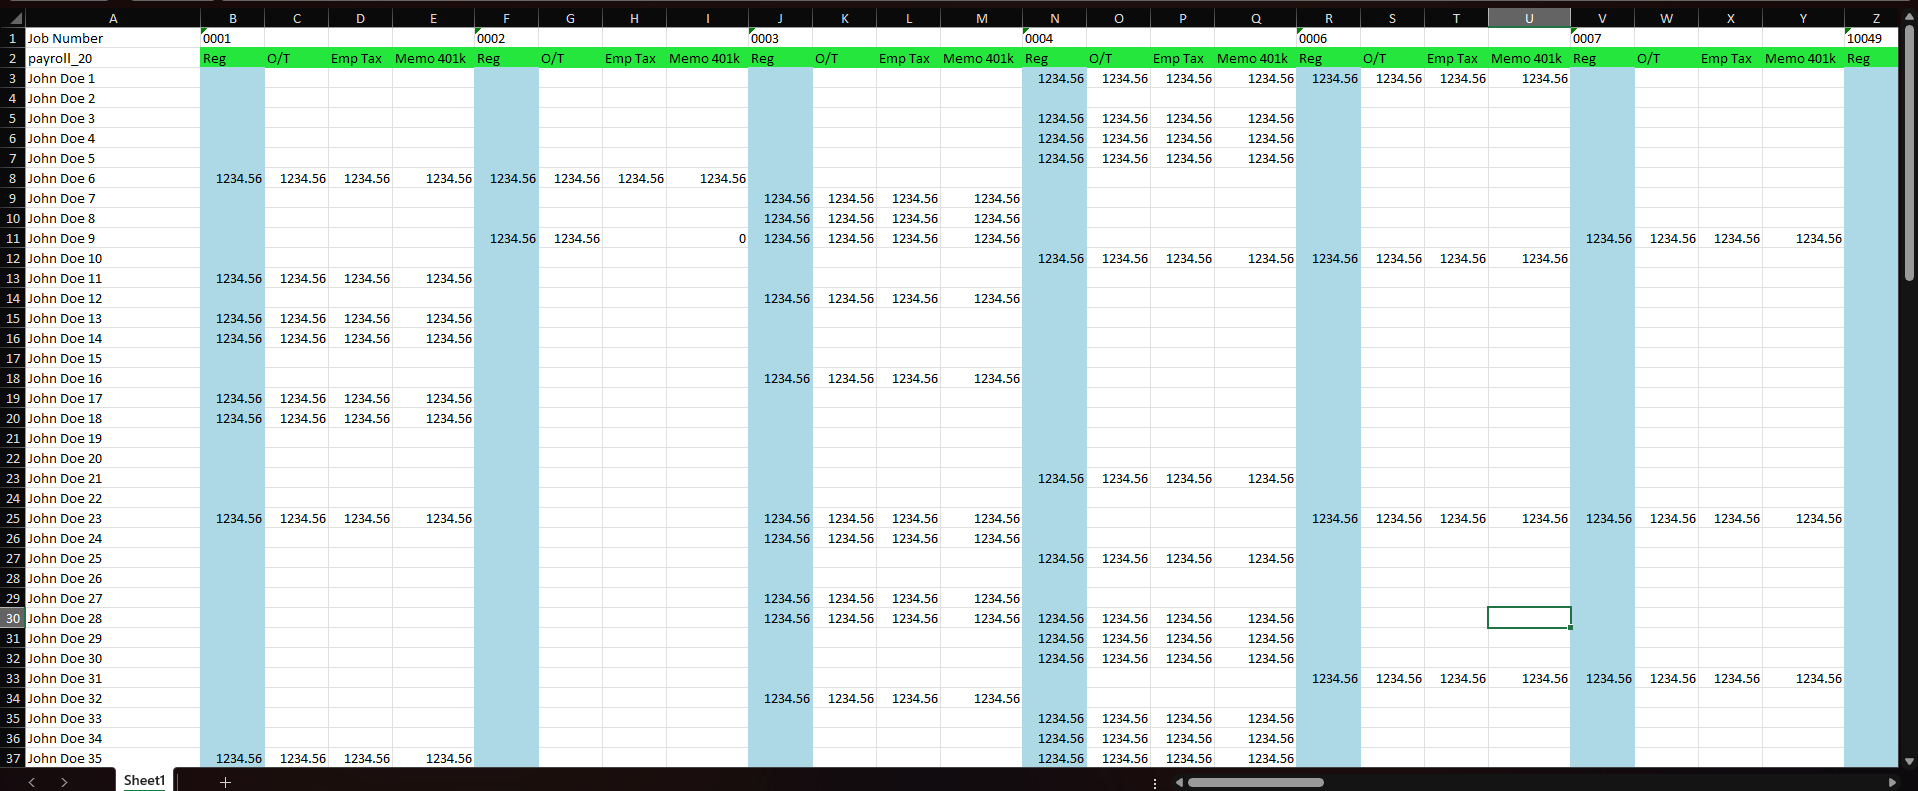 A B C D E F G H I J K L M N O P Q R S T U V W X Y Z
1 Job Number 0001 0002 0003 0004 0006 0007 10049
2 payroll_20 Reg O/T Emp Tax Memo 401k Reg O/T Emp Tax Memo 401k Reg O/T Emp Tax Memo 401k Reg O/T Emp Tax Memo 401k Reg O/T Emp Tax Memo 401k Reg O/T Emp Tax Memo 401k Reg
3 John Doe 1 1234.56 1234.56 1234.56 1234.56 1234.56 1234.56 1234.56 1234.56
4 John Doe 2
5 John Doe 3 1234.56 1234.56 1234.56 1234.56
6 John Doe 4 1234.56 1234.56 1234.56 1234.56
7 John Doe 5 1234.56 1234.56 1234.56 1234.56
8 John Doe 6 1234.56 1234.56 1234.56 1234.56 1234.56 1234.56 1234.56 1234.56
9 John Doe 7 1234.56 1234.56 1234.56 1234.56
10 John Doe 8 1234.56 1234.56 1234.56 1234.56
11 John Doe 9 1234.56 1234.56 0 1234.56 1234.56 1234.56 1234.56 1234.56 1234.56 1234.56 1234.56
12 John Doe 10 1234.56 1234.56 1234.56 1234.56 1234.56 1234.56 1234.56 1234.56
13 John Doe 11 1234.56 1234.56 1234.56 1234.56
14 John Doe 12 1234.56 1234.56 1234.56 1234.56
15 John Doe 13 1234.56 1234.56 1234.56 1234.56
16 John Doe 14 1234.56 1234.56 1234.56 1234.56
17 John Doe 15
18 John Doe 16 1234.56 1234.56 1234.56 1234.56
19 John Doe 17 1234.56 1234.56 1234.56 1234.56
20 John Doe 18 1234.56 1234.56 1234.56 1234.56
21 John Doe 19
22 John Doe 20
23 John Doe 21 1234.56 1234.56 1234.56 1234.56
24 John Doe 22
25 John Doe 23 1234.56 1234.56 1234.56 1234.56 1234.56 1234.56 1234.56 1234.56 1234.56 1234.56 1234.56 1234.56 1234.56 1234.56 1234.56 1234.56
26 John Doe 24 1234.56 1234.56 1234.56 1234.56
27 John Doe 25 1234.56 1234.56 1234.56 1234.56
28 John Doe 26
29 John Doe 27 1234.56 1234.56 1234.56 1234.56
30 John Doe 28 1234.56 1234.56 1234.56 1234.56 1234.56 1234.56 1234.56 1234.56
31 John Doe 29 1234.56 1234.56 1234.56 1234.56
32 John Doe 30 1234.56 1234.56 1234.56 1234.56
33 John Doe 31 1234.56 1234.56 1234.56 1234.56 1234.56 1234.56 1234.56 1234.56
34 John Doe 32 1234.56 1234.56 1234.56 1234.56
35 John Doe 33 1234.56 1234.56 1234.56 1234.56
36 John Doe 34 1234.56 1234.56 1234.56 1234.56
37 John Doe 35 1234.56 1234.56 1234.56 1234.56 1234.56 1234.56 1234.56 1234.56
Sheet1